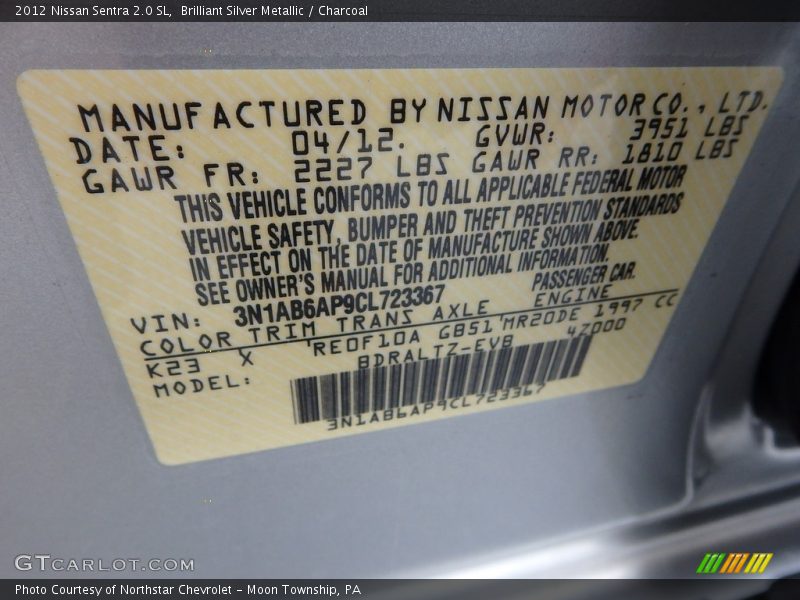 2012 Nissan Sentra 2.0 SL,  Brilliant Silver Metallic / Charcoal
MANUFACTURED BY NISSAN MOTOR CO., LTD.
DATE: 04/12. GVWR: 3951 LBS
GAWR FR: 2227 LBS GAWR RR: 1810 LBS
THIS VEHICLE CONFORMS TO ALL APPLICABLE FEDERAL MOTOR
VEHICLE SAFETY, BUMPER AND THEFT PREVENTION STANDARDS
IN EFFECT ON THE DATE OF MANUFACTURE SHOWN ABOVE.
SEE OWNER'S MANUAL FOR ADDITIONAL INFORMATION.
VIN: 3N1AB6AP9CL723367 PASSENGER CAR.
COLOR TRIM TRANS AXLE ENGINE
K23 X RE0F10A GB51 MR20DE 1997 CC
MODEL: BDRALTZ-EVB 4Z000
3N1AB6AP9CL723367
GTCARLOT.COM
Photo Courtesy of Northstar Chevrolet - Moon Township, PA